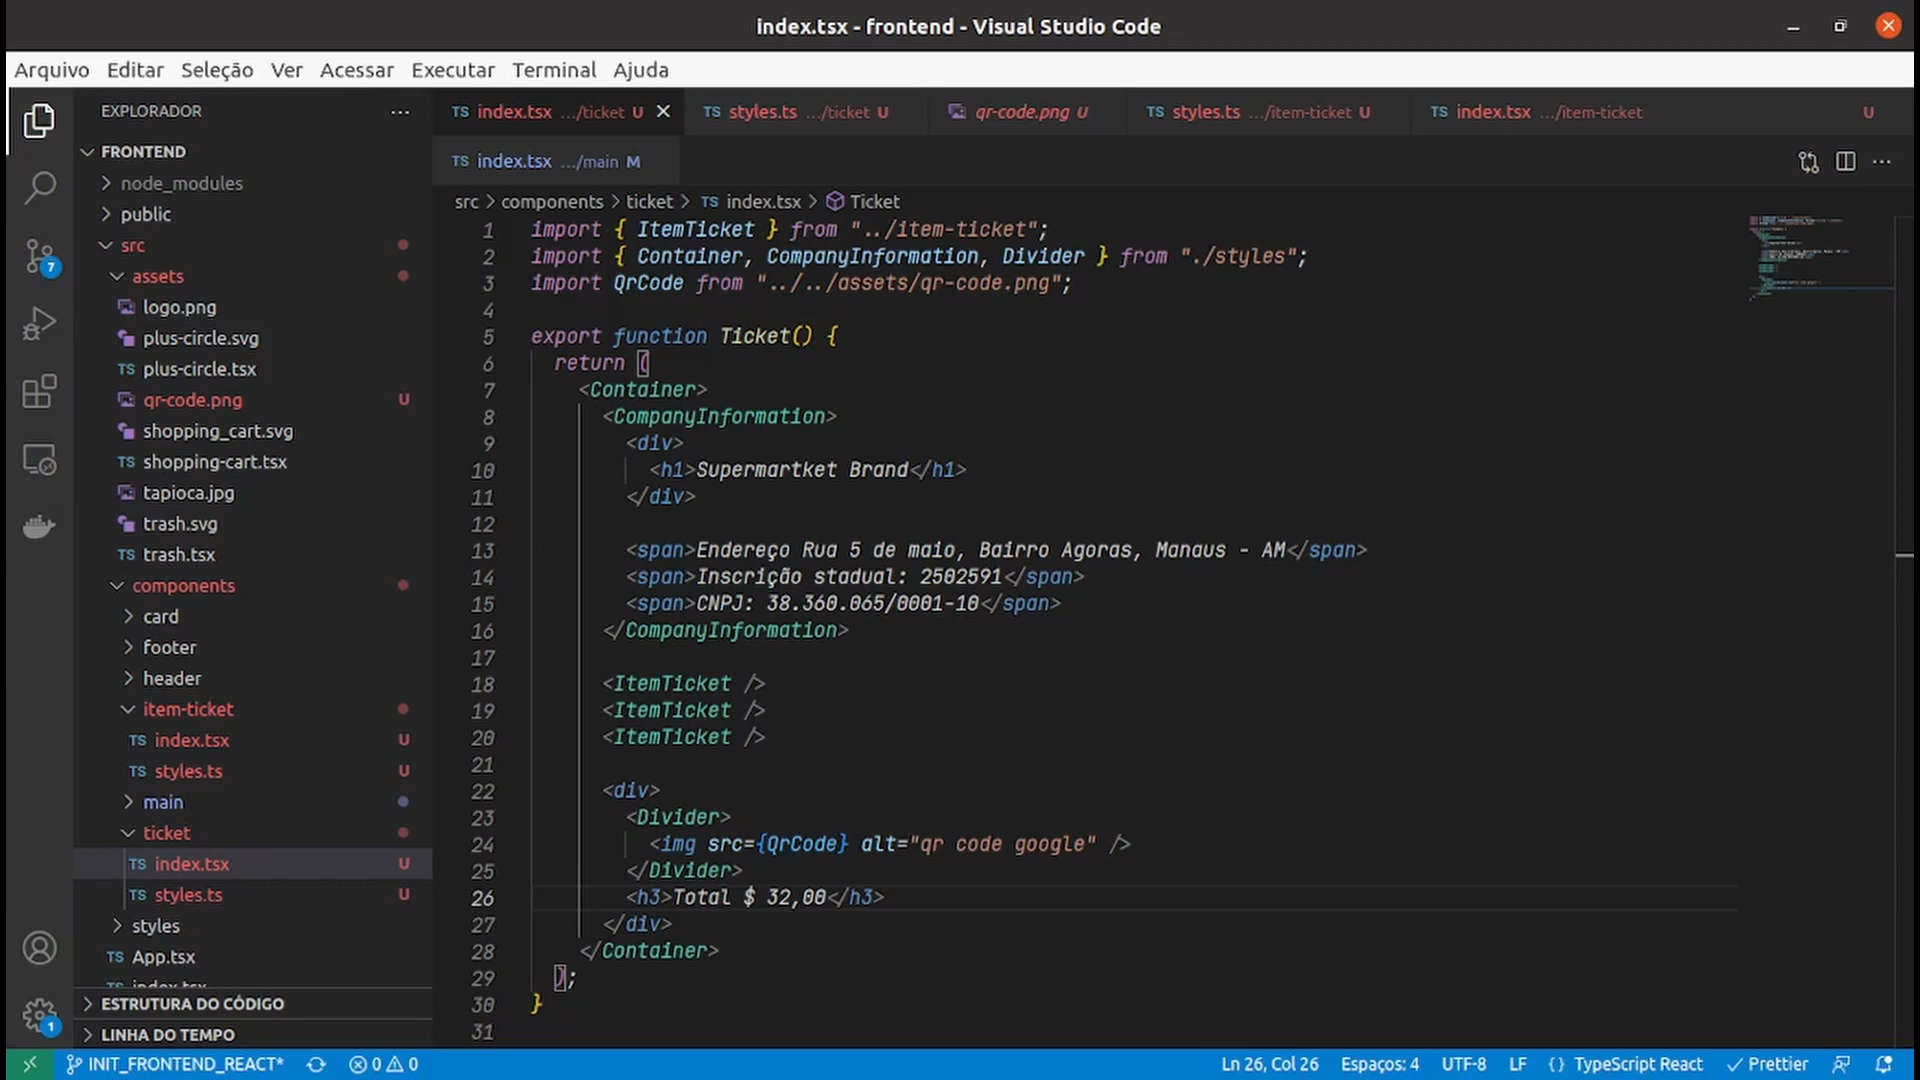 index.tsx - frontend - Visual Studio Code
Arquivo Editar Seleção Ver Acessar Executar Terminal Ajuda
EXPLORADOR
FRONTEND
node_modules
public
src
assets
logo.png
plus-circle.svg
TS plus-circle.tsx
qr-code.png U
shopping_cart.svg
TS shopping-cart.tsx
tapioca.jpg
trash.svg
TS trash.tsx
components
card
footer
header
item-ticket
TS index.tsx U
TS styles.ts U
main
ticket
TS index.tsx U
TS styles.ts U
styles
TS App.tsx
ESTRUTURA DO CÓDIGO
LINHA DO TEMPO
7
1
TS index.tsx .../ticket U TS styles.ts .../ticket U qr-code.png U TS styles.ts .../item-ticket U TS index.tsx .../item-ticket U
TS index.tsx .../main M
src > components > ticket > TS index.tsx > Ticket
1 import { ItemTicket } from "../item-ticket";
2 import { Container, CompanyInformation, Divider } from "./styles";
3 import QrCode from "../../assets/qr-code.png";
4
5 export function Ticket() {
6 return (
7 <Container>
8 <CompanyInformation>
9 <div>
10 <h1>Supermartket Brand</h1>
11 </div>
12
13 <span>Endereço Rua 5 de maio, Bairro Agoras, Manaus - AM</span>
14 <span>Inscrição stadual: 2502591</span>
15 <span>CNPJ: 38.360.065/0001-10</span>
16 </CompanyInformation>
17
18 <ItemTicket />
19 <ItemTicket />
20 <ItemTicket />
21
22 <div>
23 <Divider>
24 <img src={QrCode} alt="qr code google" />
25 </Divider>
26 <h3>Total $ 32,00</h3>
27 </div>
28 </Container>
29 );
30 }
31
INIT_FRONTEND_REACT* 0 0 Ln 26, Col 26 Espaços: 4 UTF-8 LF {} TypeScript React Prettier